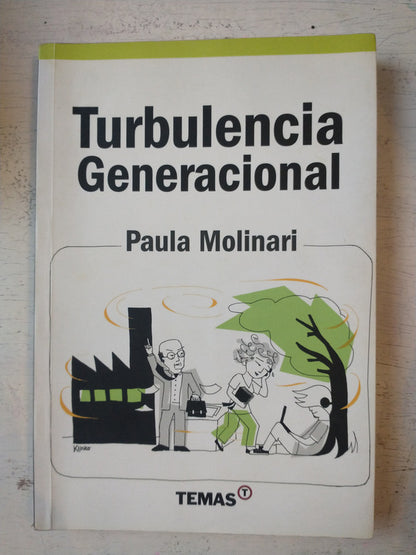 Turbulencia
Generacional
Paula Molinari
TEMAS T